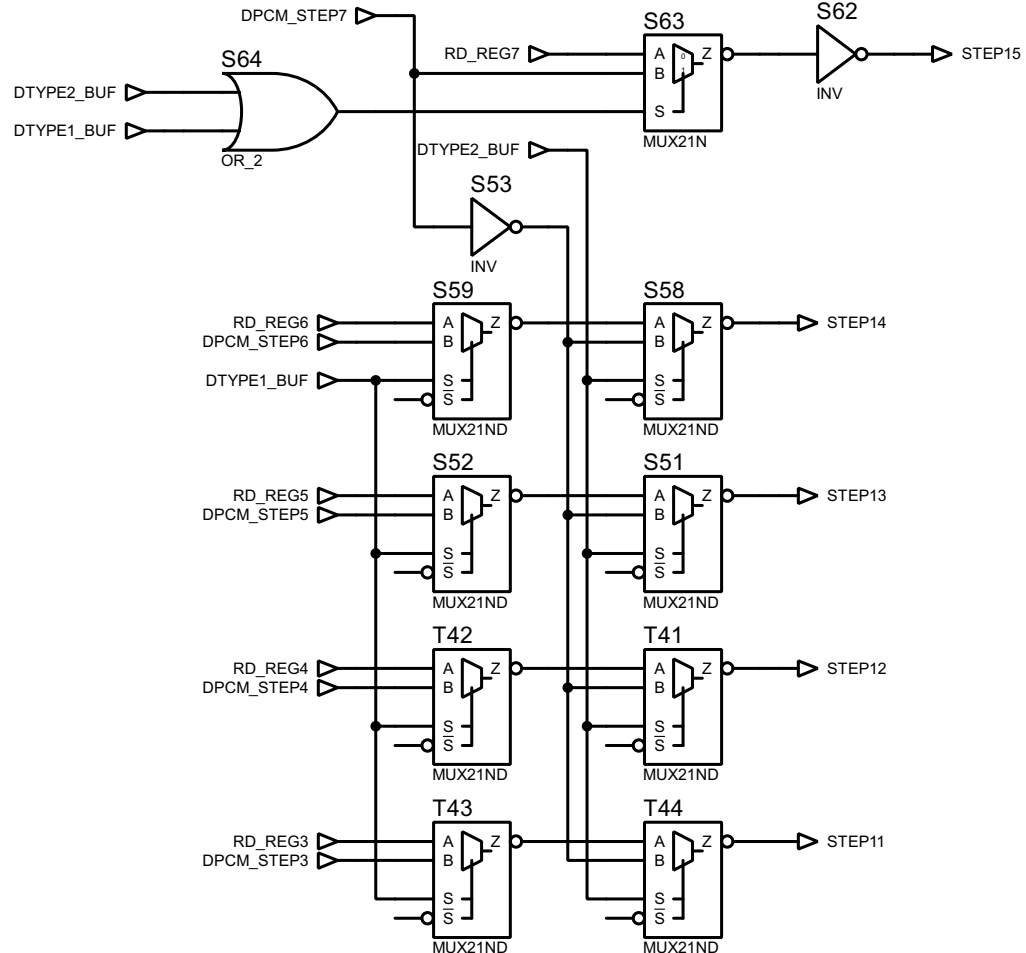 DPCM_STEP7
S63
S62
RD_REG7
A
B
S
0
1
Z
MUX21N
INV
STEP15
S64
DTYPE2_BUF
DTYPE1_BUF
OR_2
DTYPE2_BUF
S53
INV
S59
S58
RD_REG6
DPCM_STEP6
DTYPE1_BUF
A
B
Z
S
S
MUX21ND
A
B
Z
S
S
MUX21ND
STEP14
S52
S51
RD_REG5
DPCM_STEP5
A
B
Z
S
S
MUX21ND
A
B
Z
S
S
MUX21ND
STEP13
T42
T41
RD_REG4
DPCM_STEP4
A
B
Z
S
S
MUX21ND
A
B
Z
S
S
MUX21ND
STEP12
T43
T44
RD_REG3
DPCM_STEP3
A
B
Z
S
S
MUX21ND
A
B
Z
S
S
MUX21ND
STEP11